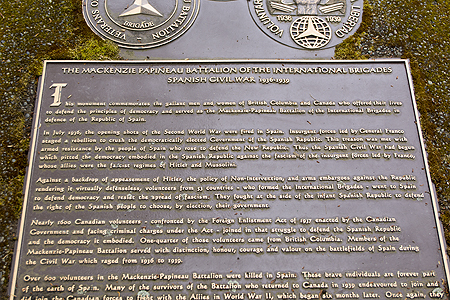 VETERANS OF
BATTALION
1936 1939
VOLUNTAR
LIBERTAD
THE MACKENZIE PAPINEAU BATTALION OF THE INTERNATIONAL BRIGADES
SPANISH CIVIL WAR 1936-1939
This monument commemorates the gallant men and women of British Columbia and Canada who offered their lives
to defend the principles of democracy and served as the Mackenzie-Papineau Battalion in the International Brigades in
defence of the Republic of Spain.
In July 1936, the opening shots of the Second World War were fired in Spain. Insurgent forces led by General Franco
staged a rebellion to crush the democratically elected Government of the Spanish Republic. This treason was met with
armed resistance by the people of Spain who rose to defend the New Republic. Thus the Spanish Civil War had begun
which pitted the democracy embodied in the Spanish Republic against the fascism of the insurgent forces led by Franco,
whose allies were the fascist regimes of Hitler and Mussolini.
Against a backdrop of appeasement of Hitler, the policy of Non-Intervention, and arms embargoes against the Republic
rendering it virtually defenseless, volunteers from 53 countries - who formed the International Brigades - went to Spain
to defend democracy and resist the spread of fascism. They fought at the side of the infant Spanish Republic to defend
the right of the Spanish people to choose, by election, their government.
Nearly 1600 Canadian volunteers - confronted by the Foreign Enlistment Act of 1937 enacted by the Canadian
Government and facing criminal charges under the Act - joined in that struggle to defend the Spanish Republic
and the democracy it embodied. One-quarter of those volunteers came from British Columbia. Members of the
Mackenzie-Papineau Battalion served with distinction, honour, courage and valour on the battlefields of Spain during
the Civil War which raged from 1936 to 1939.
Over 600 volunteers in the Mackenzie-Papineau Battalion were killed in Spain. These brave individuals are forever part
of the earth of Spain. Many of the survivors of the Battalion who returned to Canada in 1939 endeavoured to join and
did join the Canadian forces to fight with the Allies in World War II, which began six months later. Once again, they